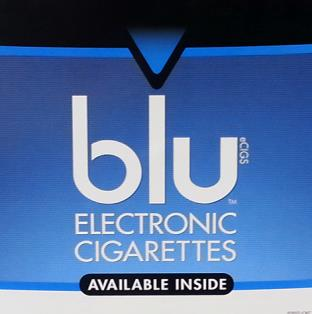 blu
eCIGS
TM
ELECTRONIC
CIGARETTES
AVAILABLE INSIDE